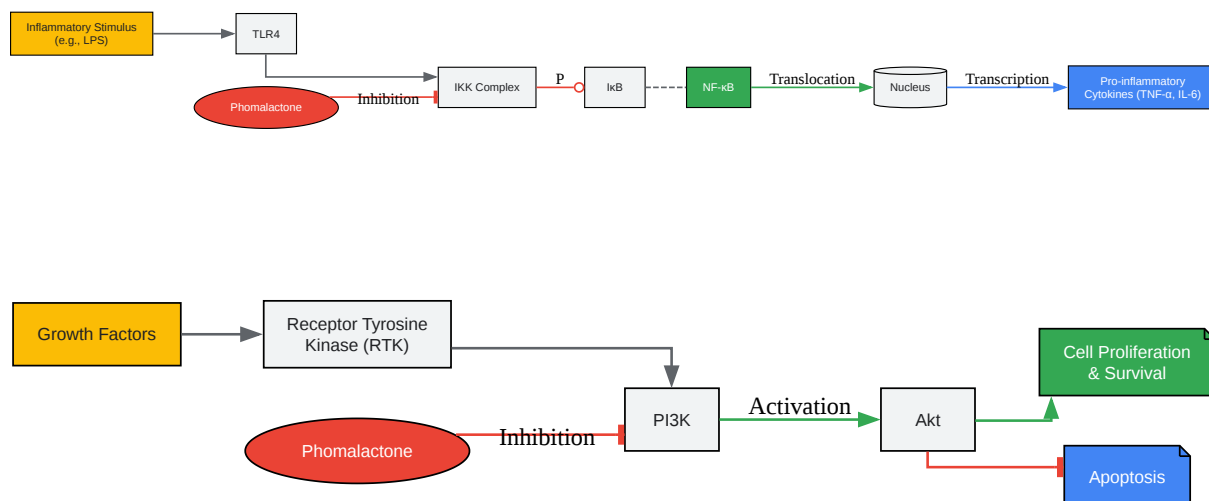 Inflammatory Stimulus
(e.g., LPS)
TLR4
Phomalactone
Inhibition
IKK Complex
P
IκB
NF-κB
Translocation
Nucleus
Transcription
Pro-inflammatory
Cytokines (TNF-α, IL-6)
Growth Factors
Receptor Tyrosine
Kinase (RTK)
Phomalactone
Inhibition
PI3K
Activation
Akt
Cell Proliferation
& Survival
Apoptosis